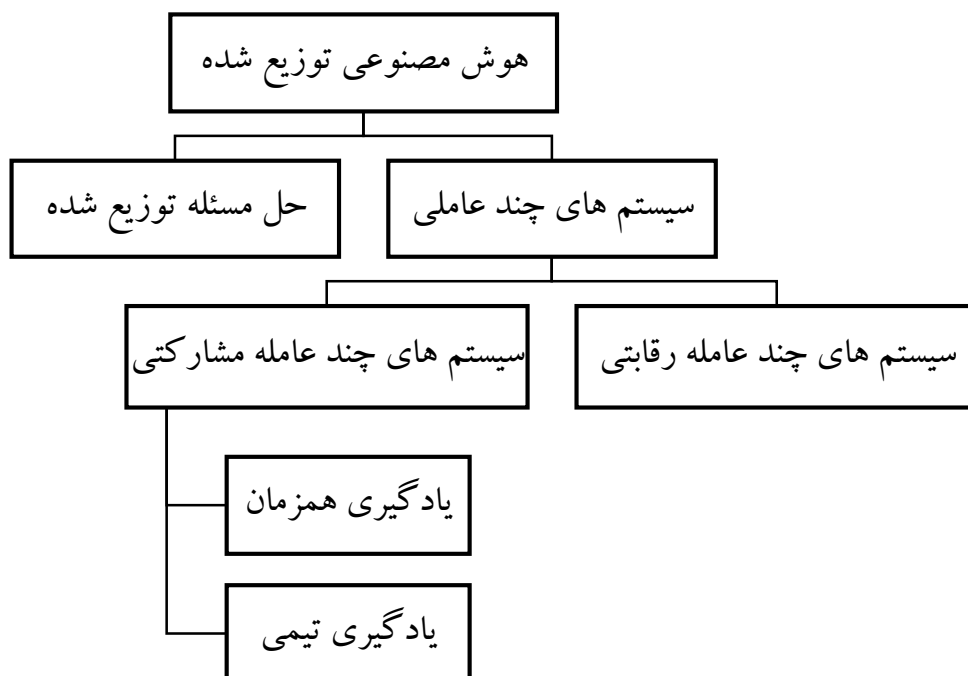 هوش مصنوعی توزیع شده
سیستم های چند عاملی
حل مسئله توزیع شده
سیستم های چند عامله رقابتی
سیستم های چند عامله مشارکتی
یادگیری همزمان
یادگیری تیمی